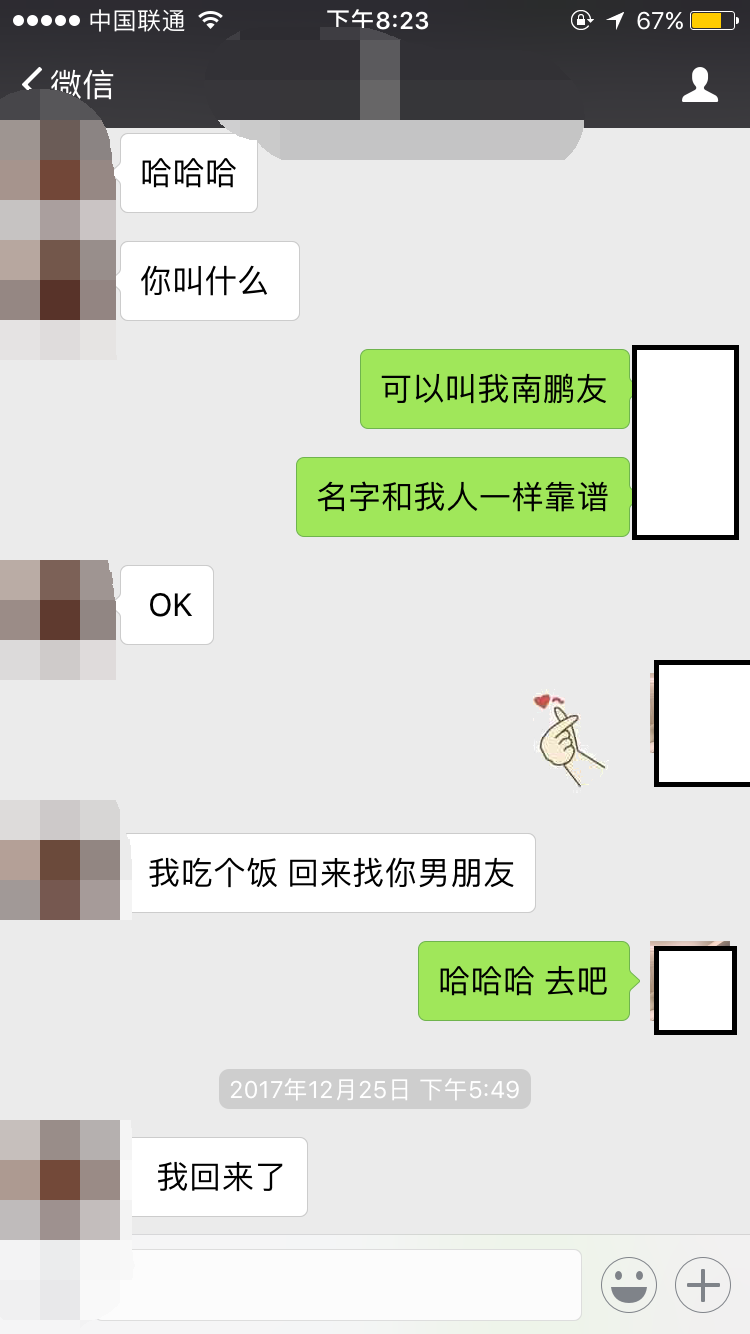 中国联通 下午8:23 67%
微信
哈哈哈
你叫什么
可以叫我南鹏友
名字和我人一样靠谱
OK
我吃个饭 回来找你男朋友
哈哈哈 去吧
2017年12月25日 下午5:49
我回来了